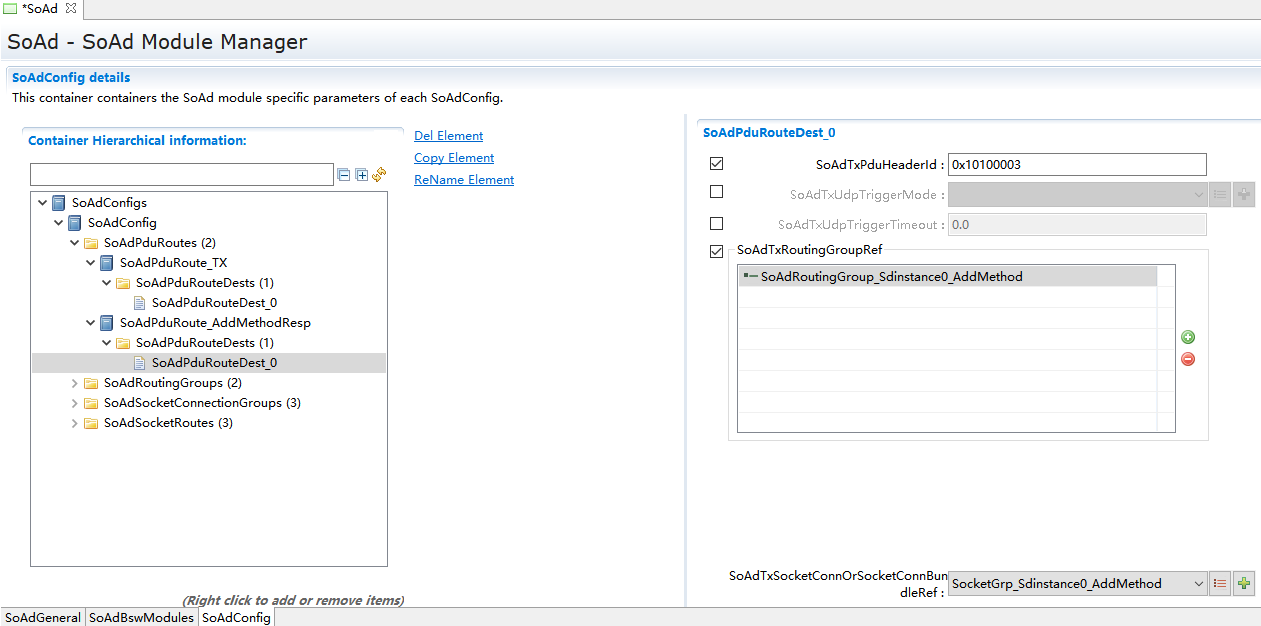 *SoAd
SoAd - SoAd Module Manager
SoAdConfig details
This container containers the SoAd module specific parameters of each SoAdConfig.
Container Hierarchical information:
Del Element
Copy Element
ReName Element
SoAdConfigs
SoAdConfig
SoAdPduRoutes (2)
SoAdPduRoute_TX
SoAdPduRouteDests (1)
SoAdPduRouteDest_0
SoAdPduRoute_AddMethodResp
SoAdPduRouteDests (1)
SoAdPduRouteDest_0
SoAdRoutingGroups (2)
SoAdSocketConnectionGroups (3)
SoAdSocketRoutes (3)
(Right click to add or remove items)
SoAdPduRouteDest_0
SoAdTxPduHeaderId : 0x10100003
SoAdTxUdpTriggerMode :
SoAdTxUdpTriggerTimeout : 0.0
SoAdTxRoutingGroupRef
SoAdRoutingGroup_Sdinstance0_AddMethod
SoAdTxSocketConnOrSocketConnBun
dleRef : SocketGrp_Sdinstance0_AddMethod
SoAdGeneral SoAdBswModules SoAdConfig